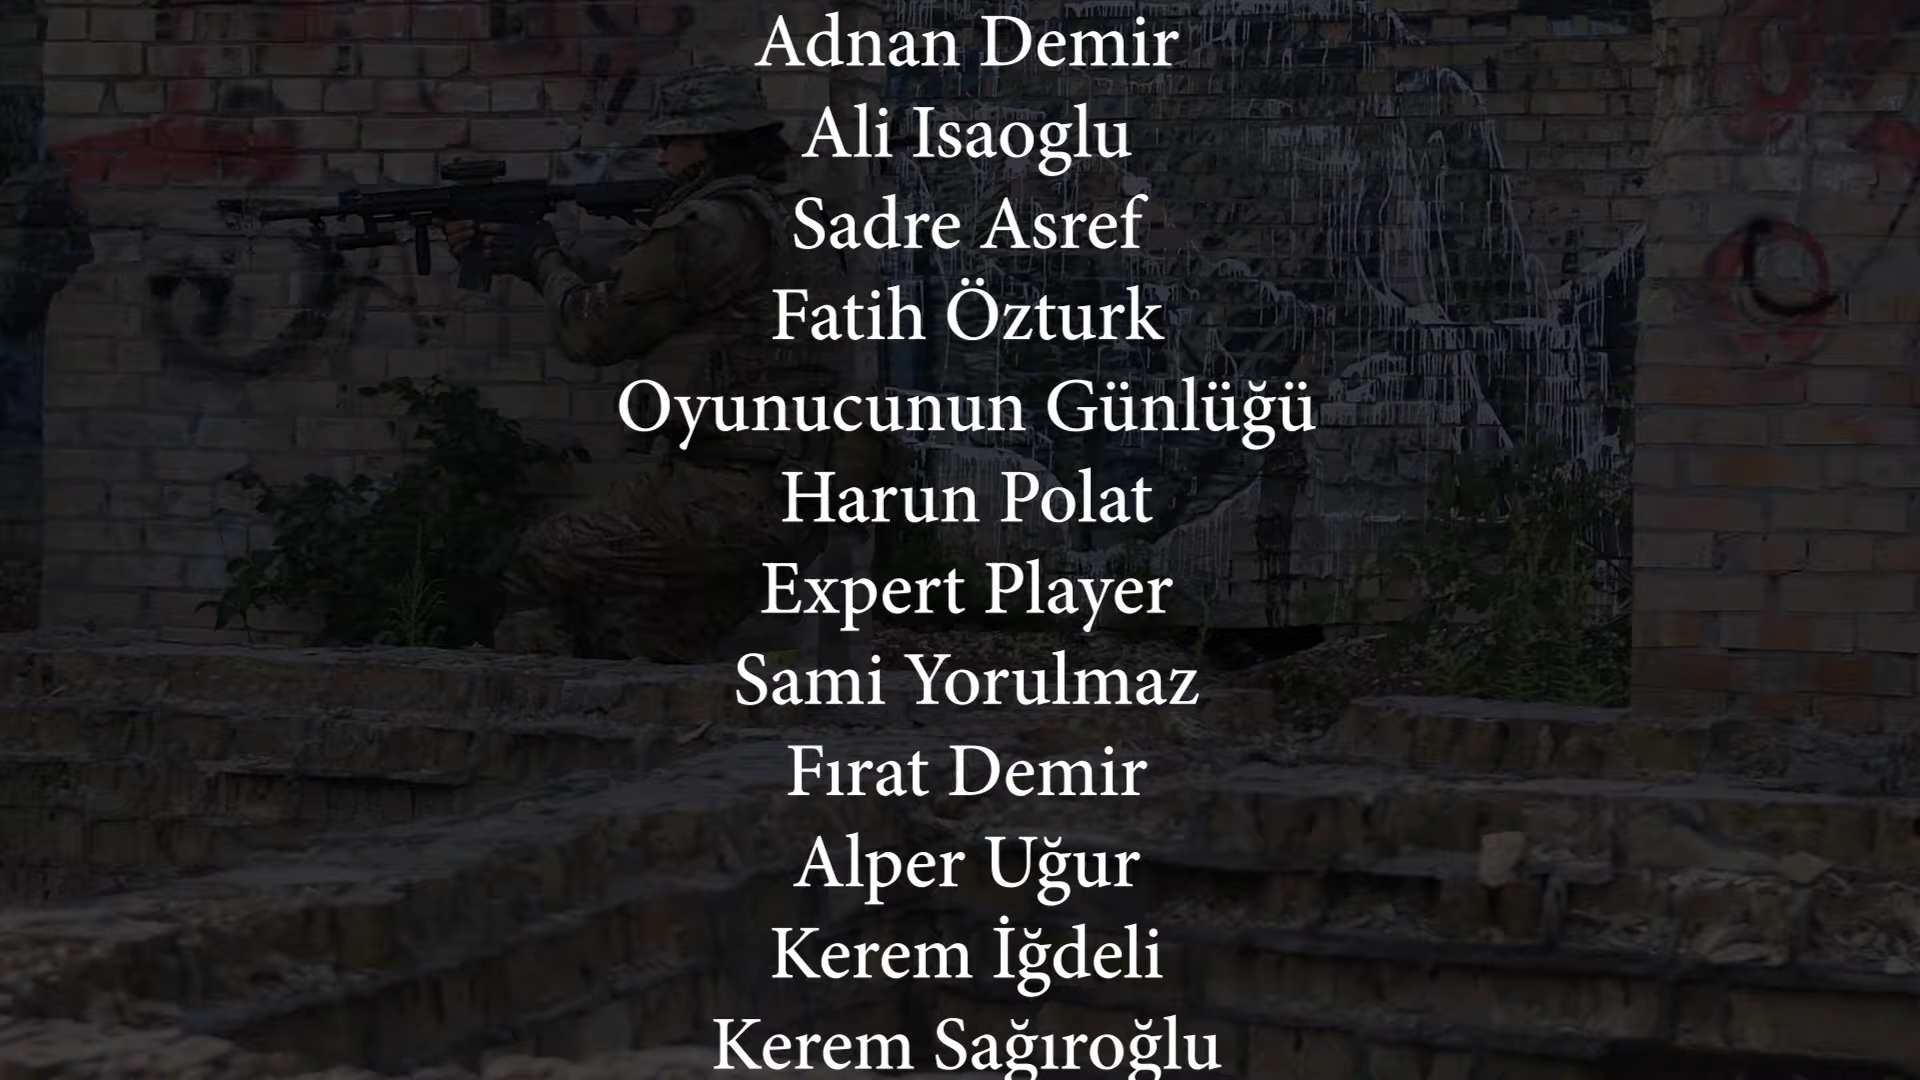 Adnan Demir
Ali Isaoglu
Sadre Asref
Fatih Özturk
Oyunucunun Günlüğü
Harun Polat
Expert Player
Sami Yorulmaz
Fırat Demir
Alper Uğur
Kerem İğdeli
Kerem Sağıroğlu